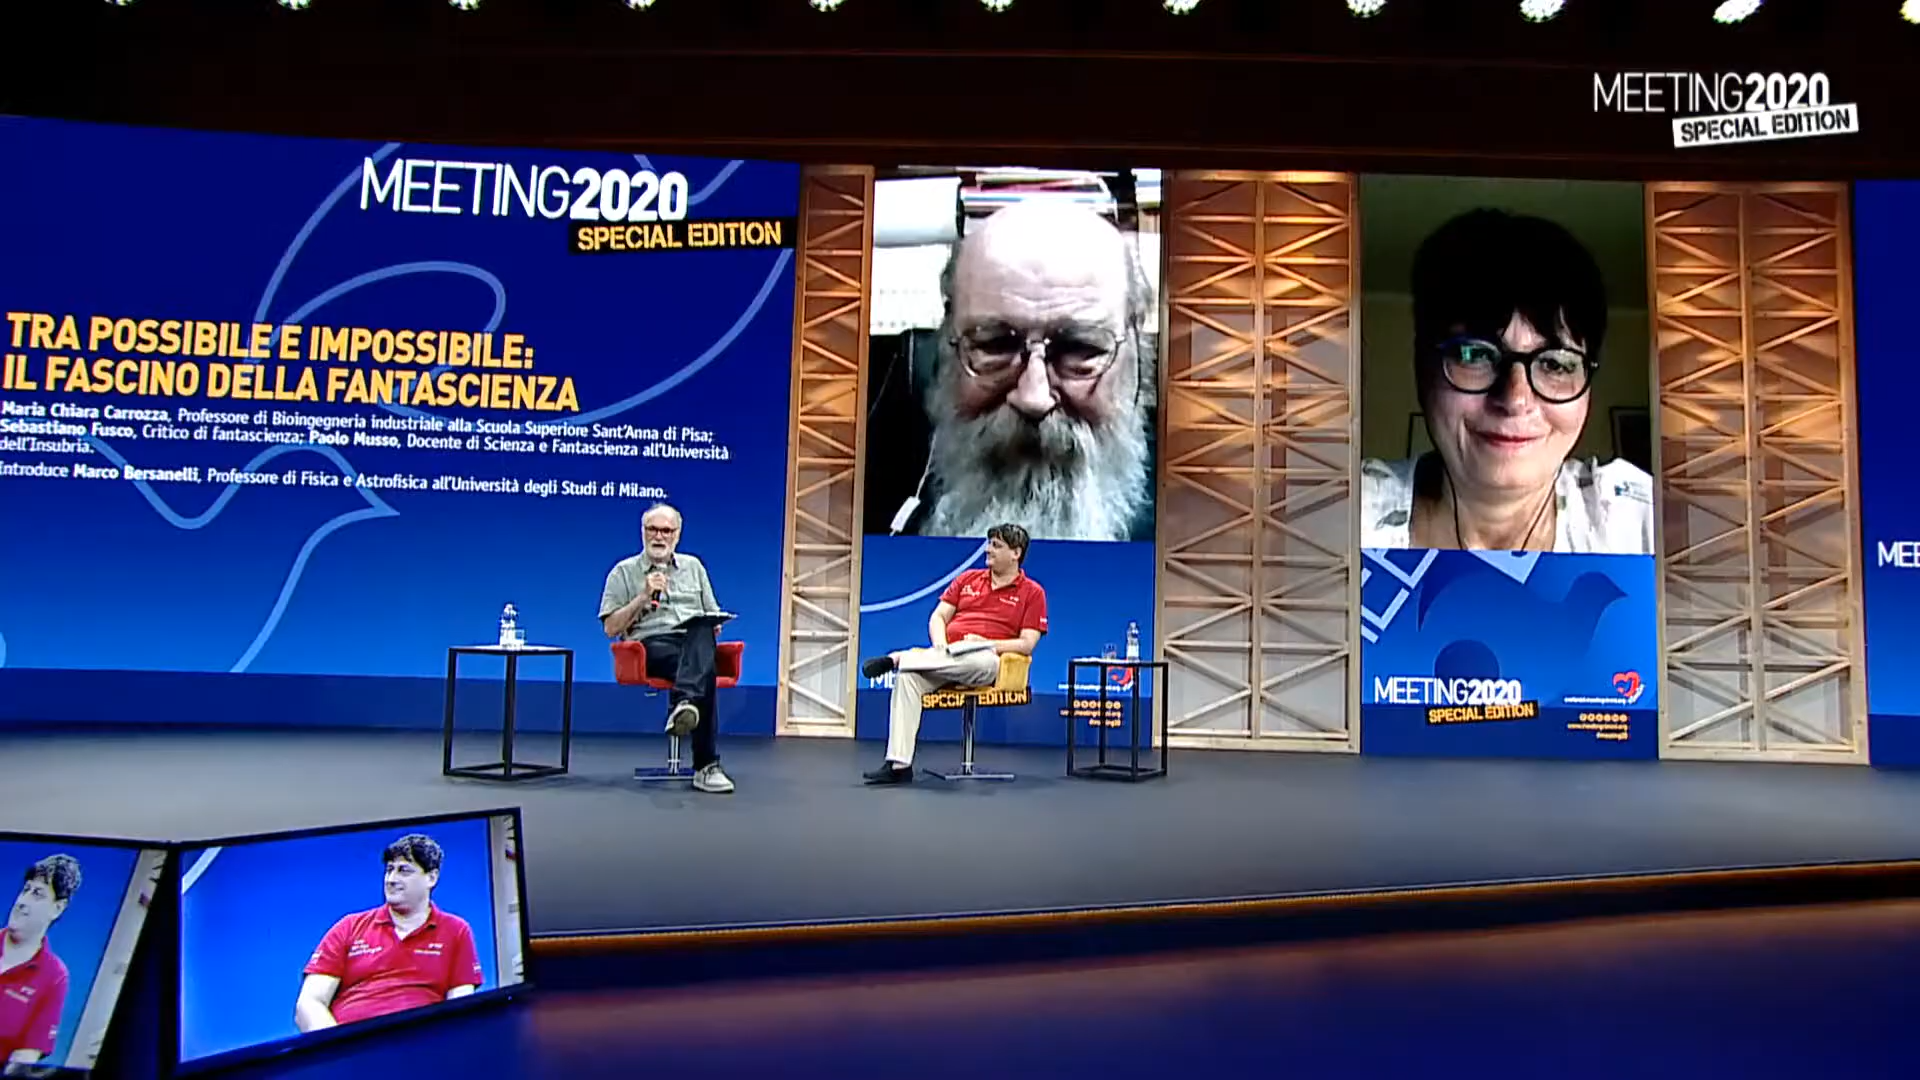 MEETING2020
SPECIAL EDITION
MEETING2020
SPECIAL EDITION
TRA POSSIBILE E IMPOSSIBILE:
IL FASCINO DELLA FANTASCIENZA
Maria Chiara Carrozza, Professore di Bioingegneria industriale alla Scuola Superiore Sant'Anna di Pisa;
Sebastiano Fusco, Critico di fantascienza; Paolo Musso, Docente di Scienza e Fantascienza all'Università
dell'Insubria.
Introduce Marco Bersanelli, Professore di Fisica e Astrofisica all'Università degli Studi di Milano.
MEE
SPECIAL EDITION
MEETING2020
SPECIAL EDITION